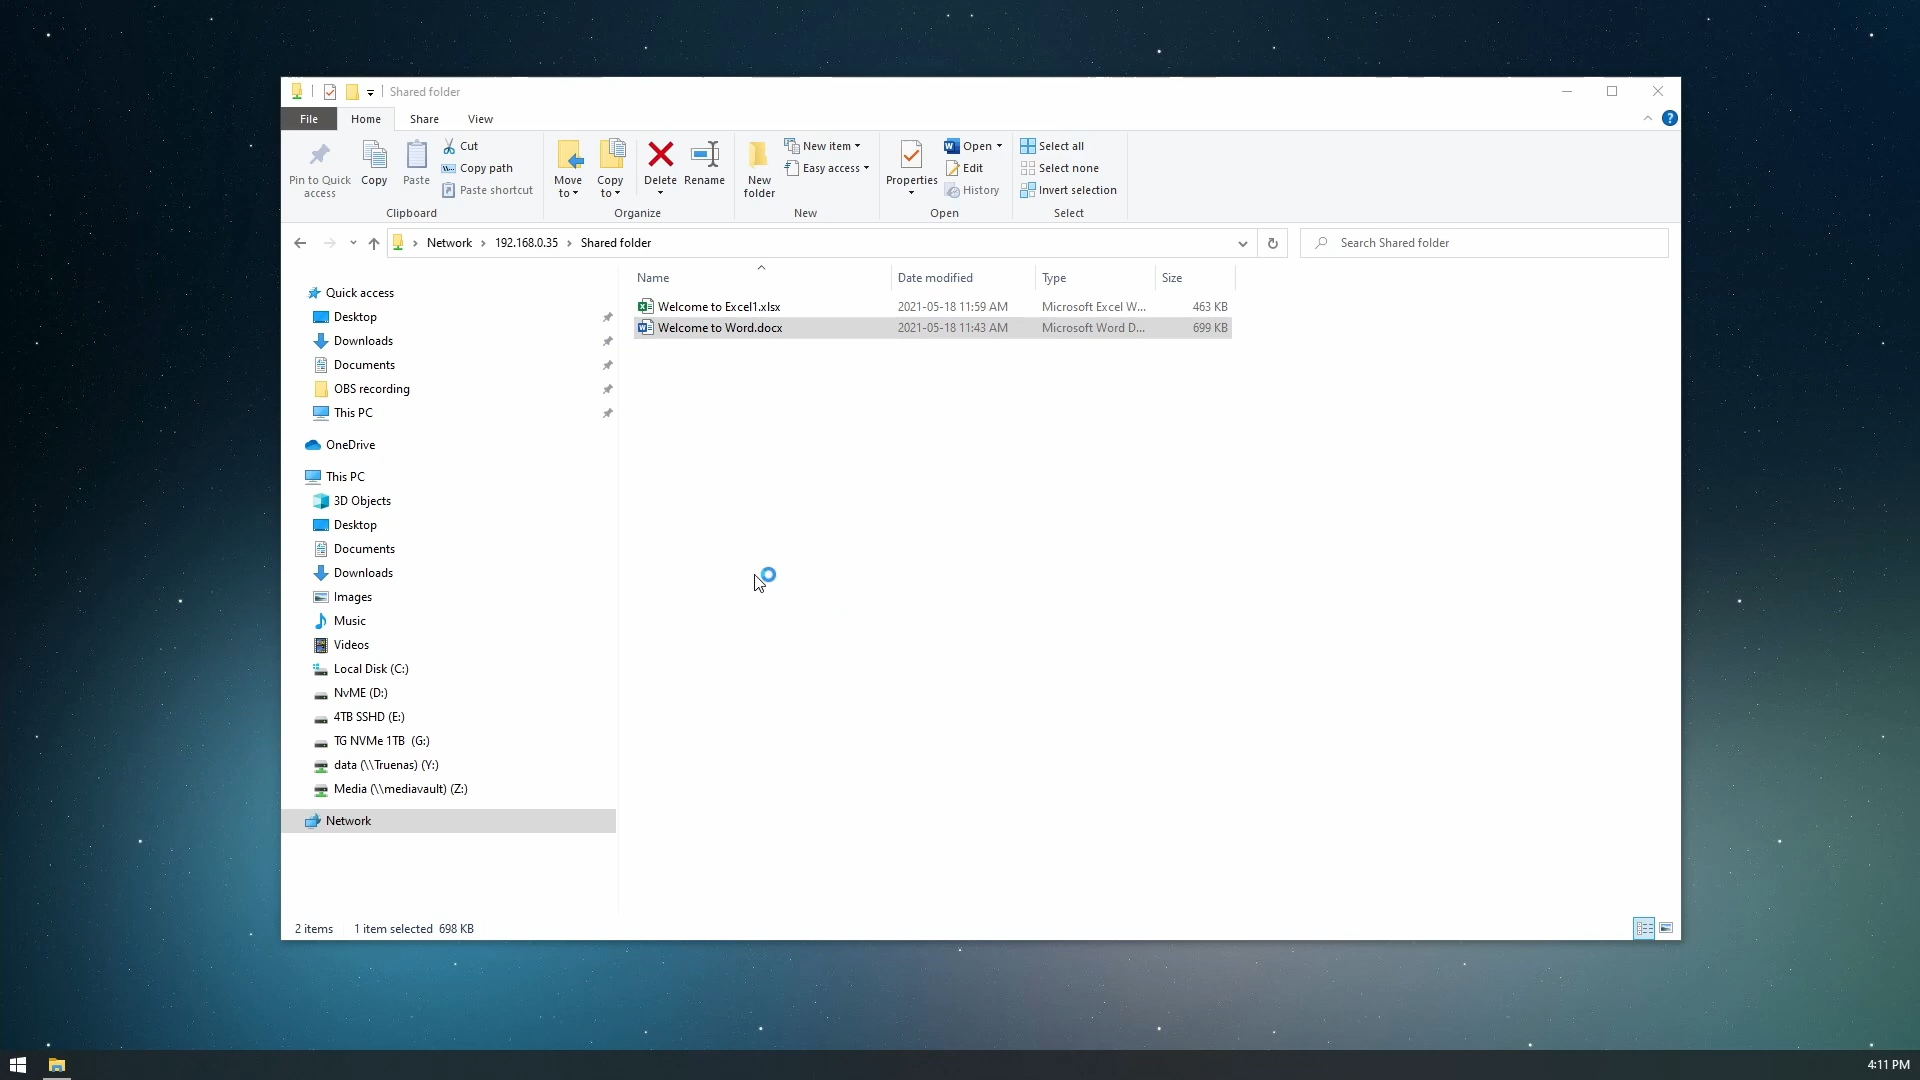 Shared folder
File Home Share View
Pin to Quick access
Copy
Paste
Cut
Copy path
Paste shortcut
Clipboard
Move to
Copy to
Delete
Rename
Organize
New folder
New item
Easy access
New
Properties
Open
Edit
History
Open
Select all
Select none
Invert selection
Select
Network > 192.168.0.35 > Shared folder
Search Shared folder
Name Date modified Type Size
Welcome to Excel1.xlsx 2021-05-18 11:59 AM Microsoft Excel W... 463 KB
Welcome to Word.docx 2021-05-18 11:43 AM Microsoft Word D... 699 KB
Quick access
Desktop
Downloads
Documents
OBS recording
This PC
OneDrive
This PC
3D Objects
Desktop
Documents
Downloads
Images
Music
Videos
Local Disk (C:)
NvME (D:)
4TB SSHD (E:)
TG NVMe 1TB (G:)
data (\\Truenas) (Y:)
Media (\\mediavault) (Z:)
Network
2 items 1 item selected 698 KB
4:11 PM